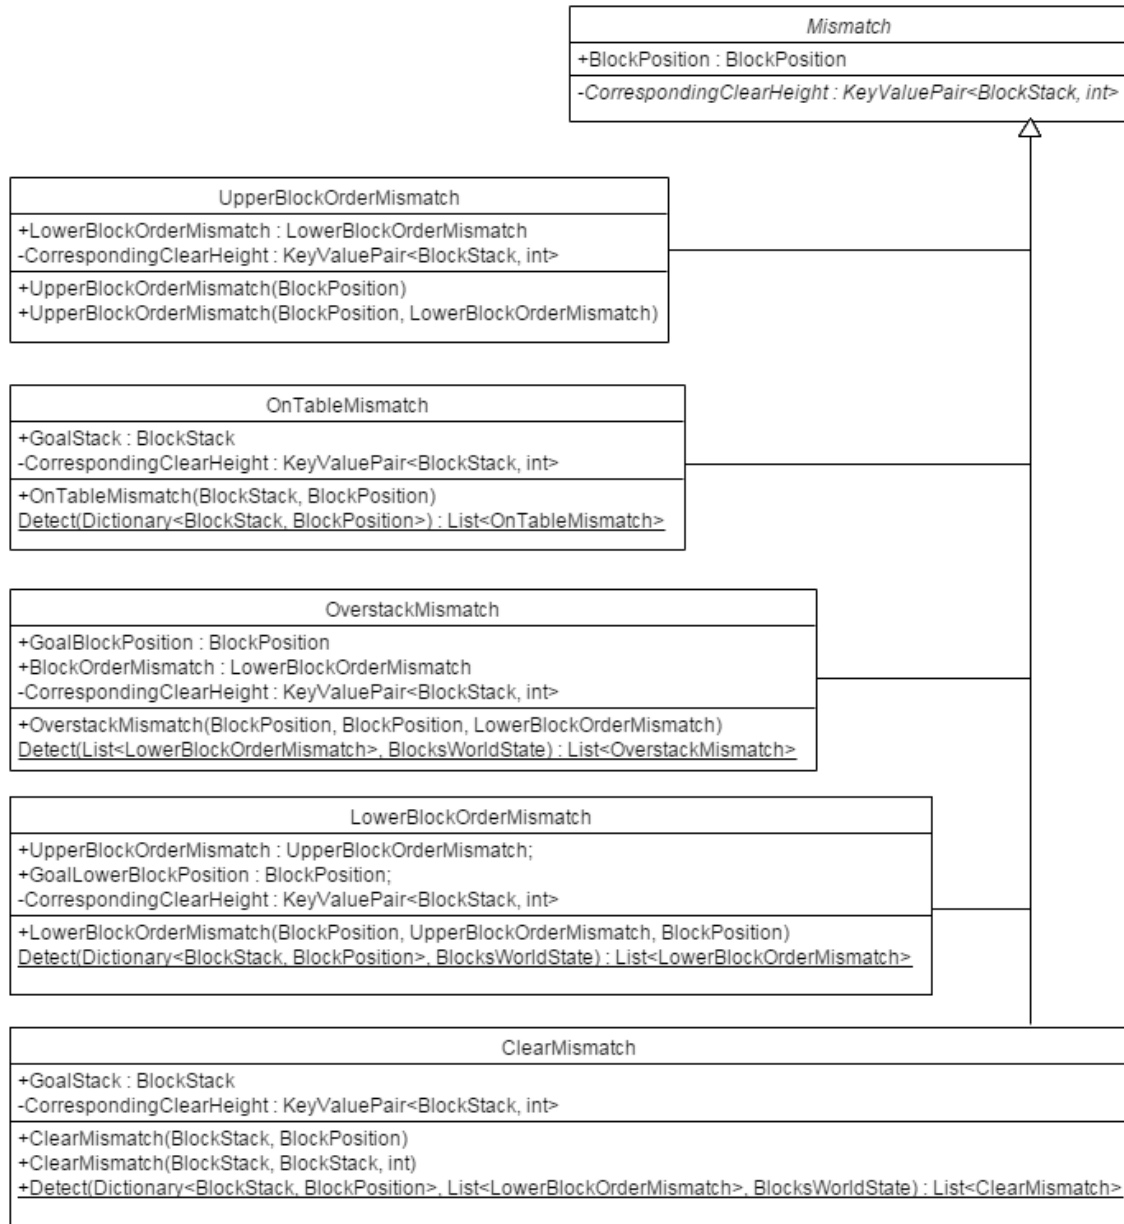 Mismatch
+BlockPosition : BlockPosition
-CorrespondingClearHeight : KeyValuePair<BlockStack, int>
UpperBlockOrderMismatch
+LowerBlockOrderMismatch : LowerBlockOrderMismatch
-CorrespondingClearHeight : KeyValuePair<BlockStack, int>
+UpperBlockOrderMismatch(BlockPosition)
+UpperBlockOrderMismatch(BlockPosition, LowerBlockOrderMismatch)
OnTableMismatch
+GoalStack : BlockStack
-CorrespondingClearHeight : KeyValuePair<BlockStack, int>
+OnTableMismatch(BlockStack, BlockPosition)
Detect(Dictionary<BlockStack, BlockPosition>) : List<OnTableMismatch>
OverstackMismatch
+GoalBlockPosition : BlockPosition
+BlockOrderMismatch : LowerBlockOrderMismatch
-CorrespondingClearHeight : KeyValuePair<BlockStack, int>
+OverstackMismatch(BlockPosition, BlockPosition, LowerBlockOrderMismatch)
Detect(List<LowerBlockOrderMismatch>, BlocksWorldState) : List<OverstackMismatch>
LowerBlockOrderMismatch
+UpperBlockOrderMismatch : UpperBlockOrderMismatch;
+GoalLowerBlockPosition : BlockPosition;
-CorrespondingClearHeight : KeyValuePair<BlockStack, int>
+LowerBlockOrderMismatch(BlockPosition, UpperBlockOrderMismatch, BlockPosition)
Detect(Dictionary<BlockStack, BlockPosition>, BlocksWorldState) : List<LowerBlockOrderMismatch>
ClearMismatch
+GoalStack : BlockStack
-CorrespondingClearHeight : KeyValuePair<BlockStack, int>
+ClearMismatch(BlockStack, BlockPosition)
+ClearMismatch(BlockStack, BlockStack, int)
+Detect(Dictionary<BlockStack, BlockPosition>, List<LowerBlockOrderMismatch>, BlocksWorldState) : List<ClearMismatch>